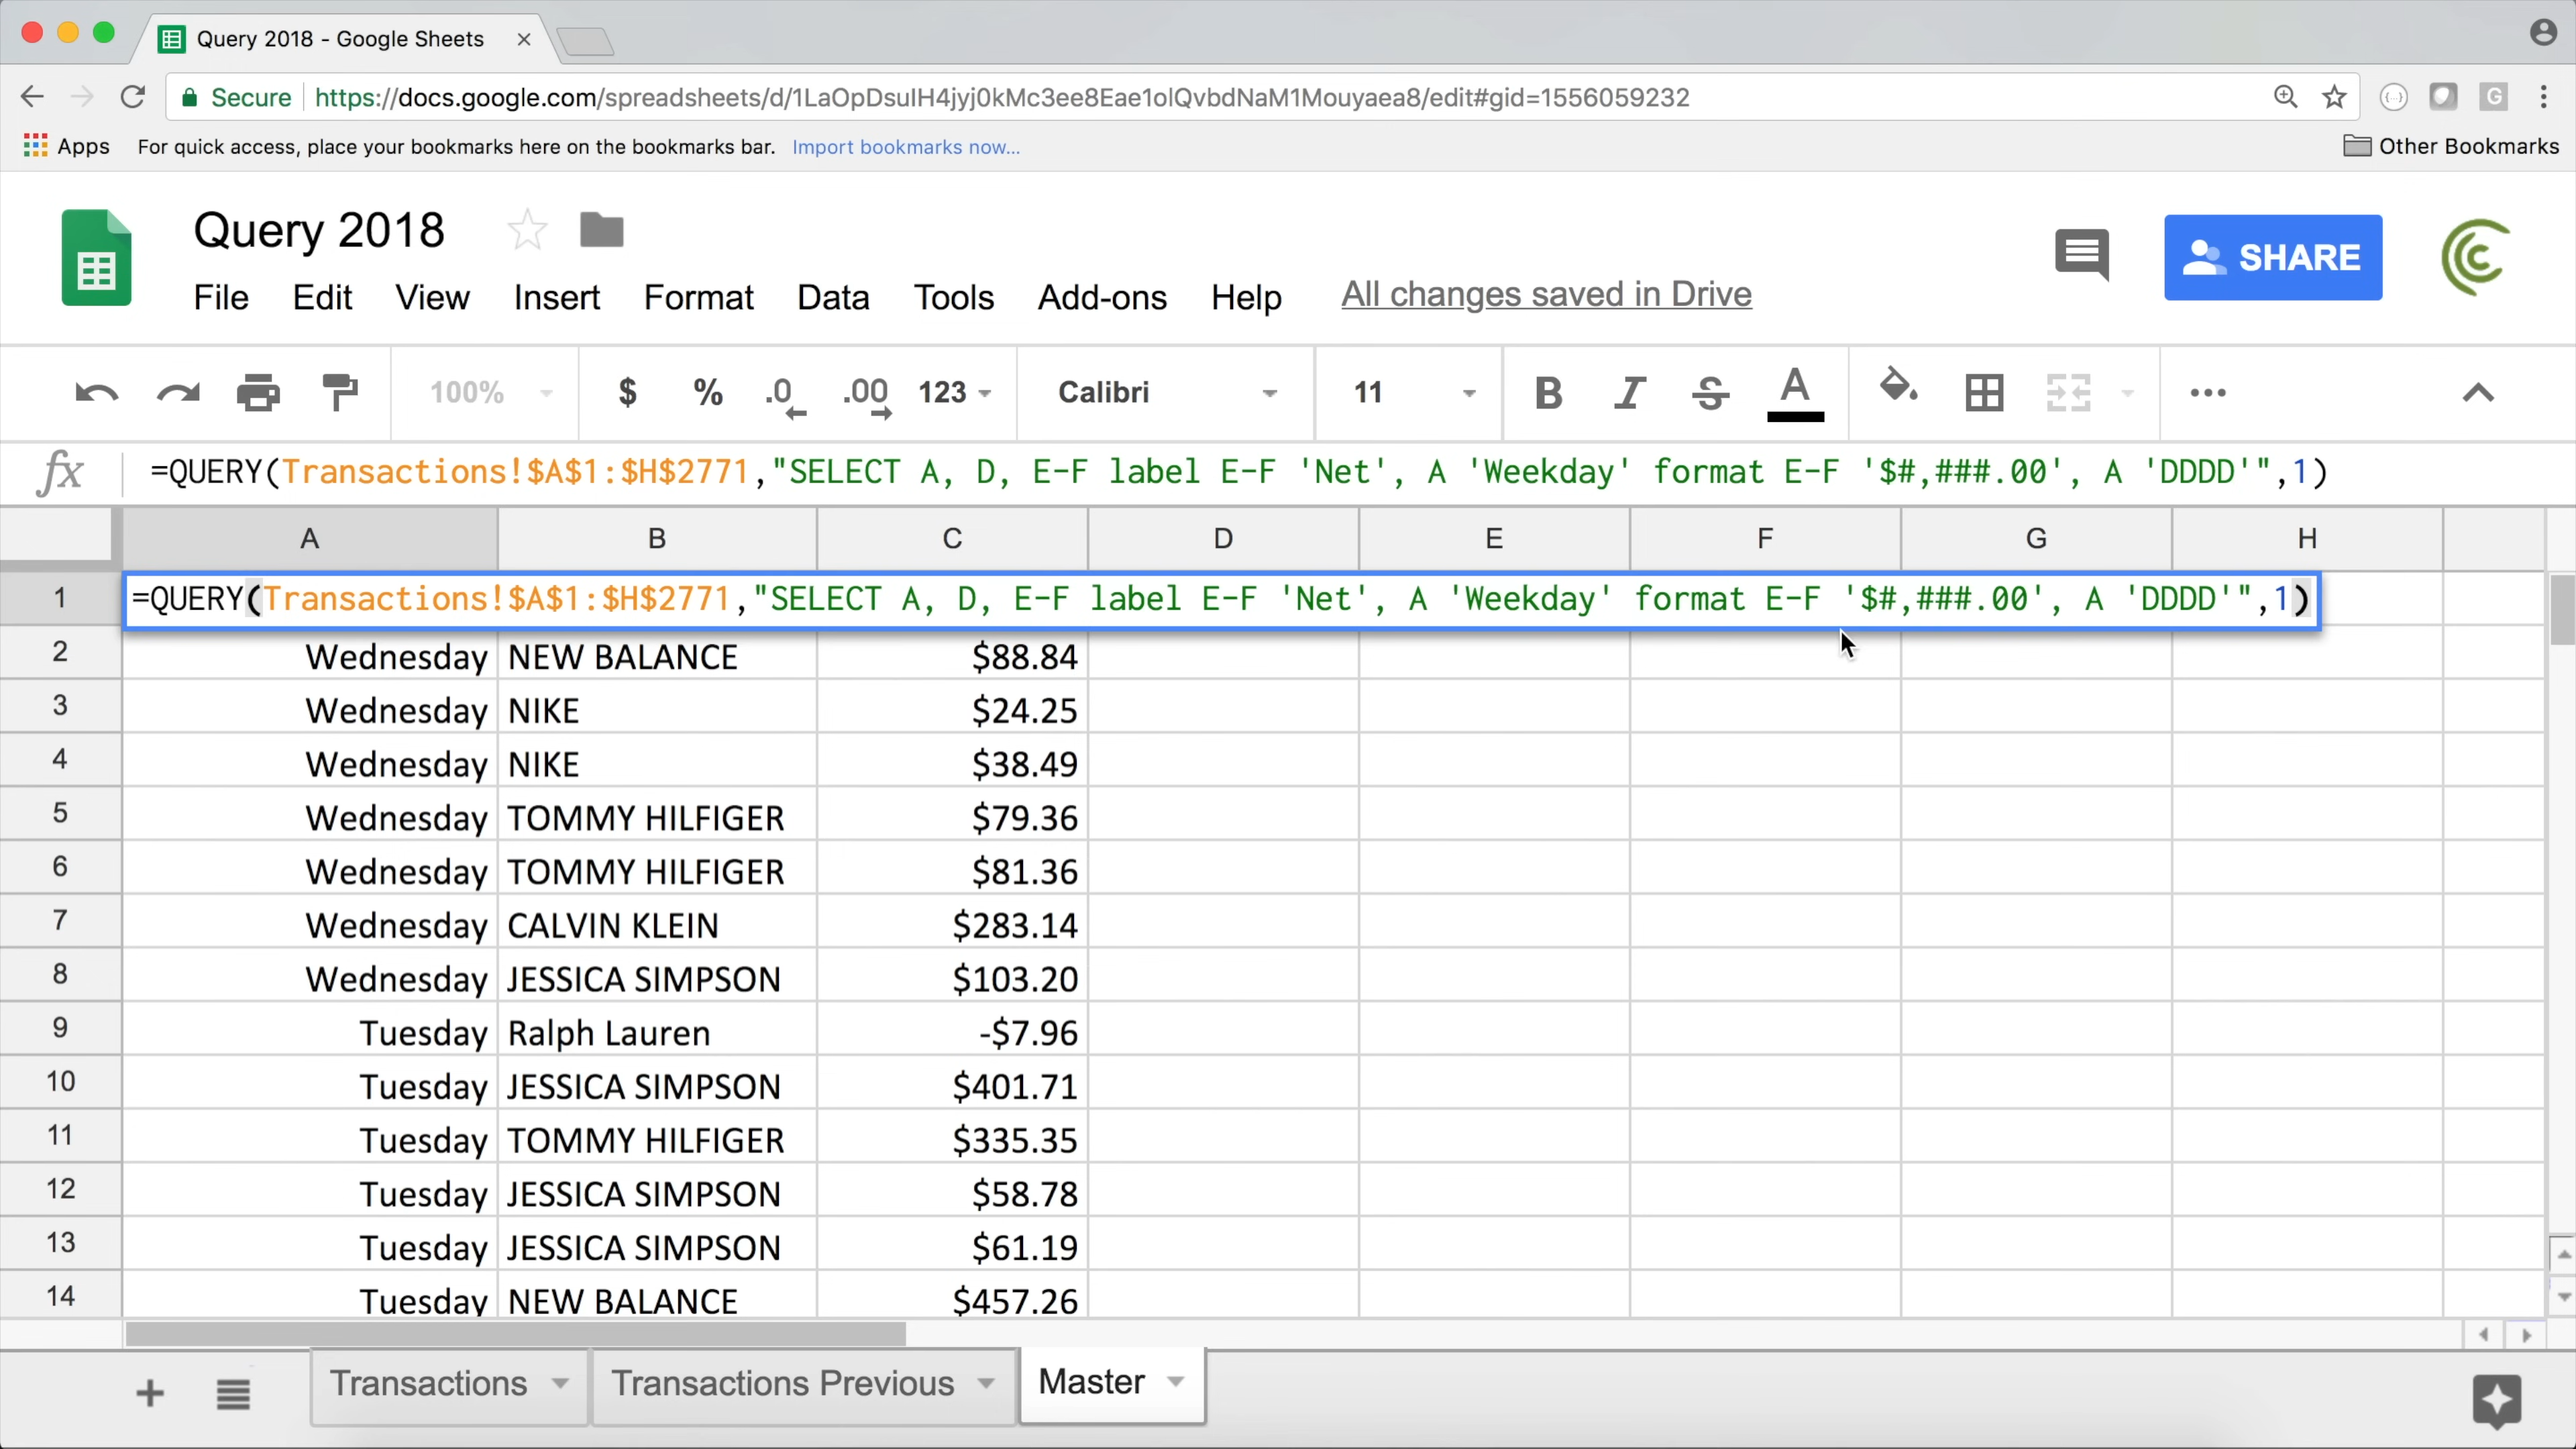 Query 2018 - Google Sheets
Secure https://docs.google.com/spreadsheets/d/1LaOpDsuIH4jyj0kMc3ee8Eae1olQvbdNaM1Mouyaea8/edit#gid=1556059232
Apps For quick access, place your bookmarks here on the bookmarks bar. Import bookmarks now... Other Bookmarks
Query 2018
File Edit View Insert Format Data Tools Add-ons Help All changes saved in Drive SHARE
100% $ % .0 .00 123 Calibri 11 B I S A
fx =QUERY(Transactions!$A$1:$H$2771,"SELECT A, D, E-F label E-F 'Net', A 'Weekday' format E-F '$#,###.00', A 'DDDD'",1)
A B C D E F G H
1 =QUERY(Transactions!$A$1:$H$2771,"SELECT A, D, E-F label E-F 'Net', A 'Weekday' format E-F '$#,###.00', A 'DDDD'",1)
2 Wednesday NEW BALANCE $88.84
3 Wednesday NIKE $24.25
4 Wednesday NIKE $38.49
5 Wednesday TOMMY HILFIGER $79.36
6 Wednesday TOMMY HILFIGER $81.36
7 Wednesday CALVIN KLEIN $283.14
8 Wednesday JESSICA SIMPSON $103.20
9 Tuesday Ralph Lauren -$7.96
10 Tuesday JESSICA SIMPSON $401.71
11 Tuesday TOMMY HILFIGER $335.35
12 Tuesday JESSICA SIMPSON $58.78
13 Tuesday JESSICA SIMPSON $61.19
14 Tuesday NEW BALANCE $457.26
Transactions Transactions Previous Master